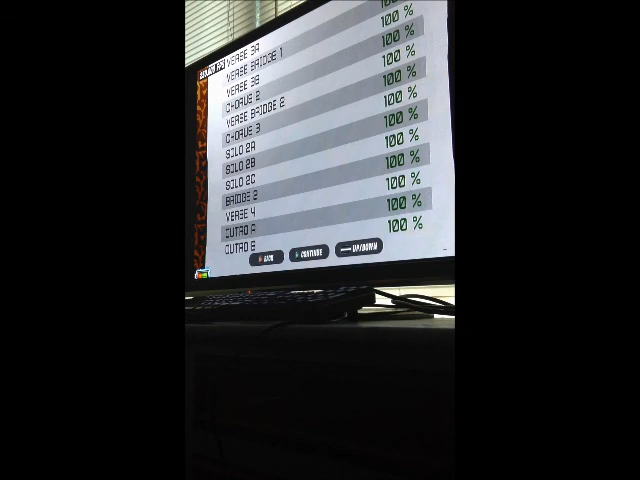 100 %
VERSE 3A 100 %
VERSE BRIDGE 1 100 %
VERSE 3B 100 %
CHORUS 2 100 %
VERSE BRIDGE 2 100 %
CHORUS 3 100 %
SOLO 2A 100 %
SOLO 2B 100 %
SOLO 2C 100 %
BRIDGE 2 100 %
VERSE 4 100 %
OUTRO A 100 %
OUTRO B
BACK CONTINUE UP/DOWN